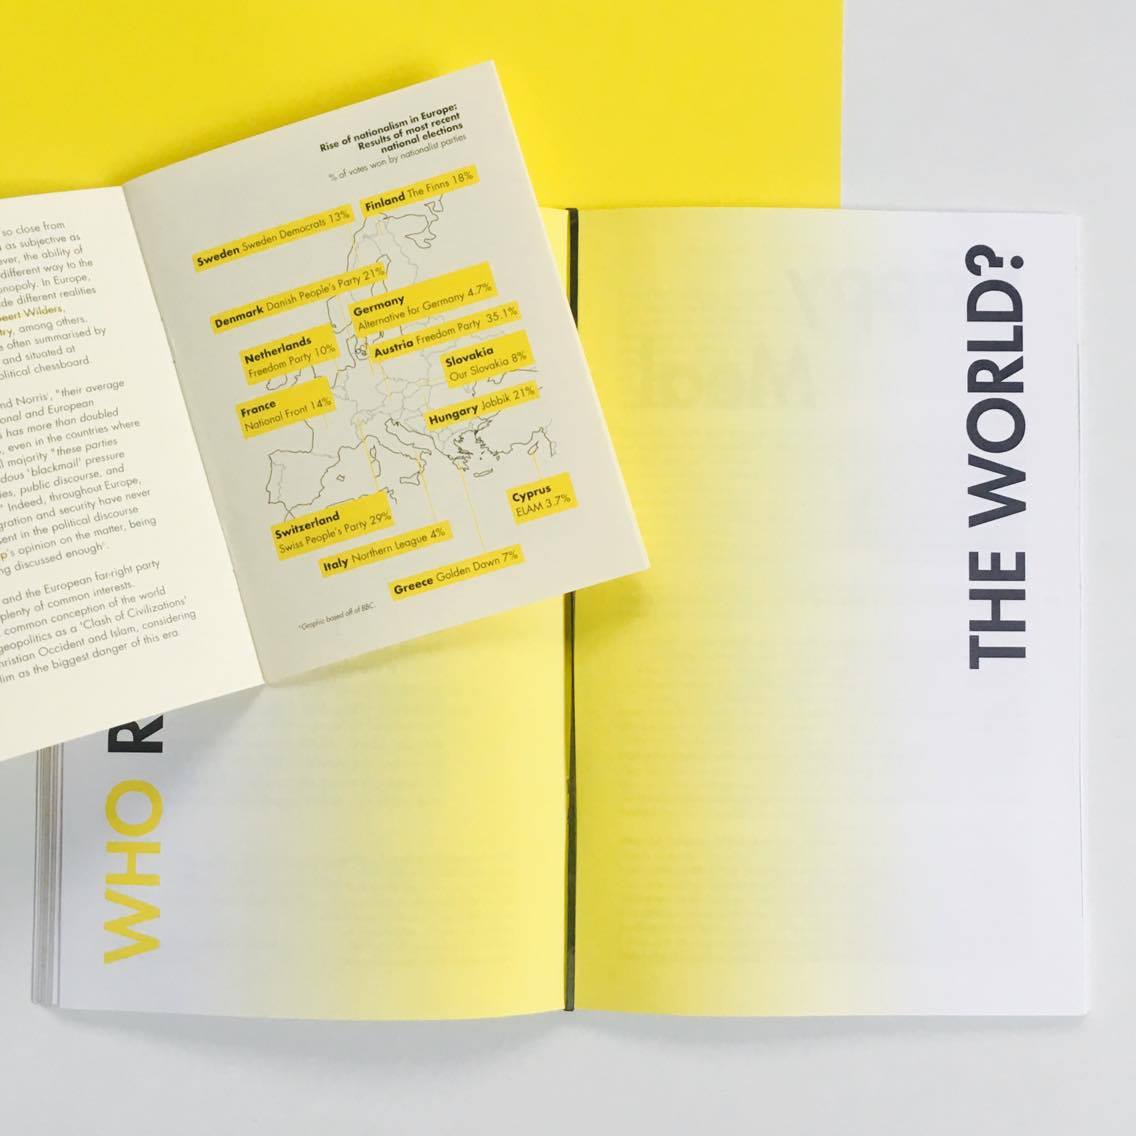 so close from
d as subjective as
ever, the ability of
different way to the
onopoly. In Europe,
de different realities
eert Wilders,
try, among others,
often summarised by
and situated at
olitical chessboard.
nd Norris, "their average
onal and European
s has more than doubled
, even in the countries where
al majority "these parties
dous 'blackmail' pressure
ies, public discourse, and
" Indeed, throughout Europe,
gration and security have never
sent in the political discourse
p's opinion on the matter, being
ng discussed enough'.
and the European far-right party
plenty of common interests.
common conception of the world
geopolitics as a 'Clash of Civilizations'
hristian Occident and Islam, considering
lim as the biggest danger of this era
Rise of nationalism in Europe:
Results of most recent
national elections
% of votes won by nationalist parties
Finland The Finns 18%
Sweden Sweden Democrats 13%
Denmark Danish People's Party 21%
Germany
Alternative for Germany 4.7%
Austria Freedom Party 35.1%
Netherlands
Freedom Party 10%
Slovakia
Our Slovakia 8%
France
National Front 14%
Hungary Jobbik 21%
Cyprus
ELAM 3.7%
Switzerland
Swiss People's Party 29%
Italy Northern League 4%
Greece Golden Dawn 7%
*Graphic based off of BBC.
WHO R
THE WORLD?